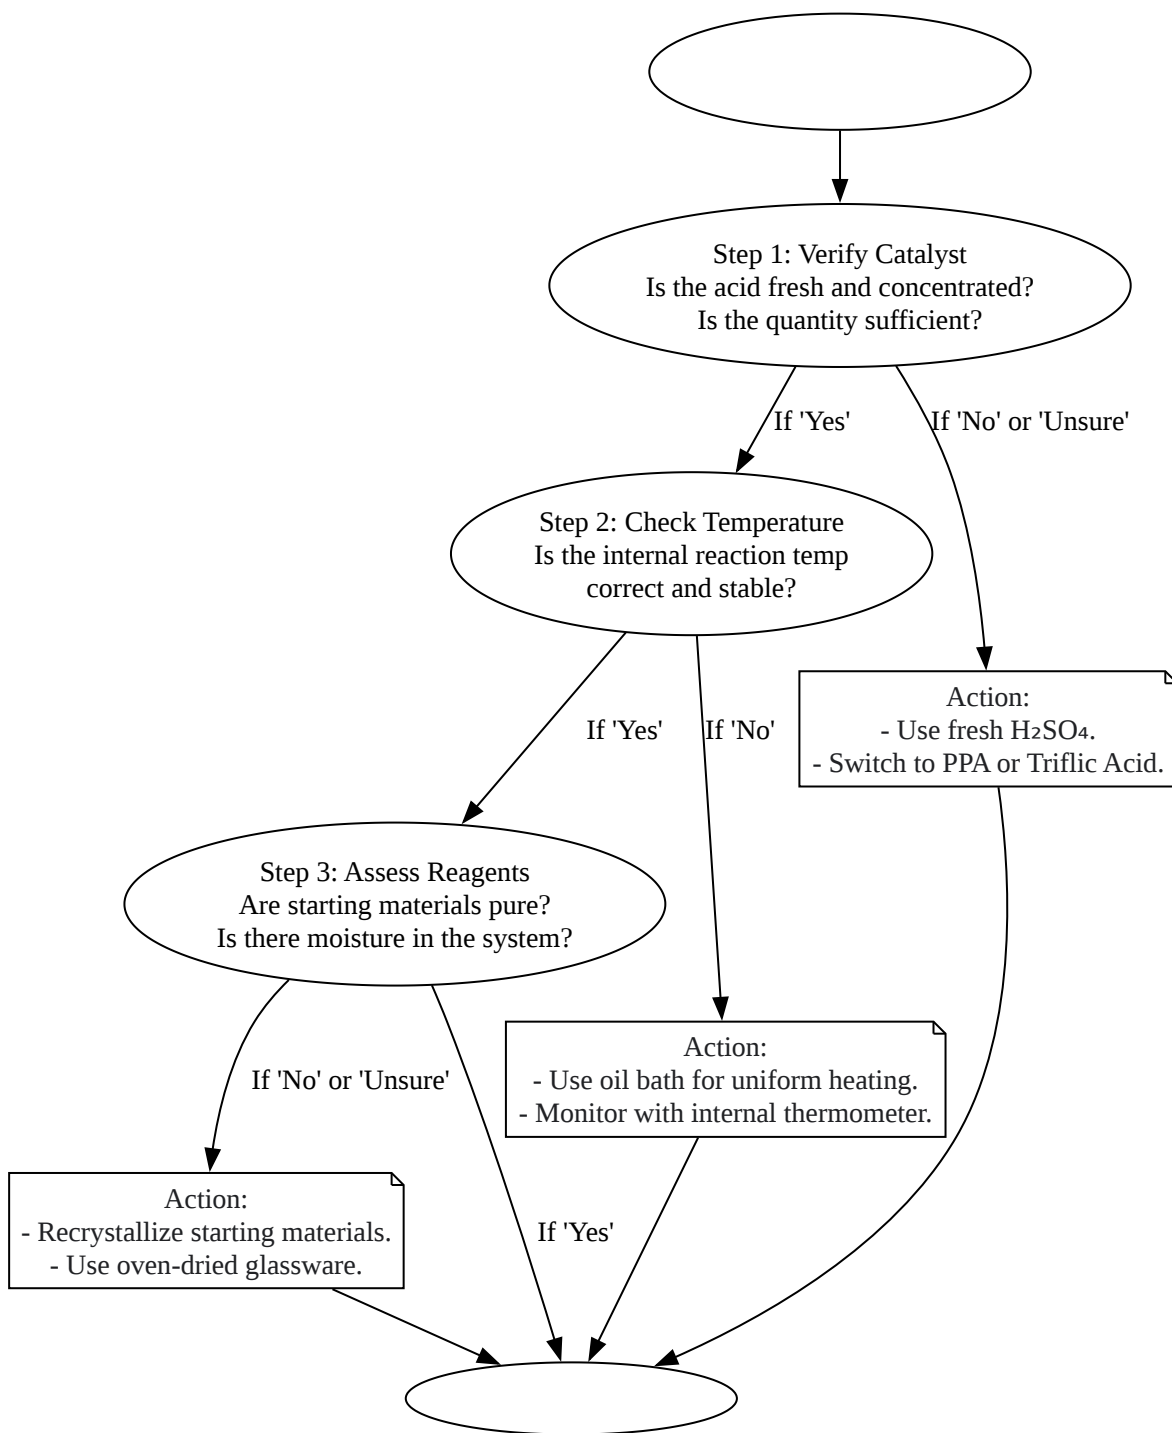 Step 1: Verify Catalyst
Is the acid fresh and concentrated?
Is the quantity sufficient?
If 'Yes'
If 'No' or 'Unsure'
Step 2: Check Temperature
Is the internal reaction temp
correct and stable?
If 'Yes'
If 'No'
Action:
- Use fresh H₂SO₄.
- Switch to PPA or Triflic Acid.
Step 3: Assess Reagents
Are starting materials pure?
Is there moisture in the system?
If 'No' or 'Unsure'
Action:
- Use oil bath for uniform heating.
- Monitor with internal thermometer.
If 'Yes'
Action:
- Recrystallize starting materials.
- Use oven-dried glassware.